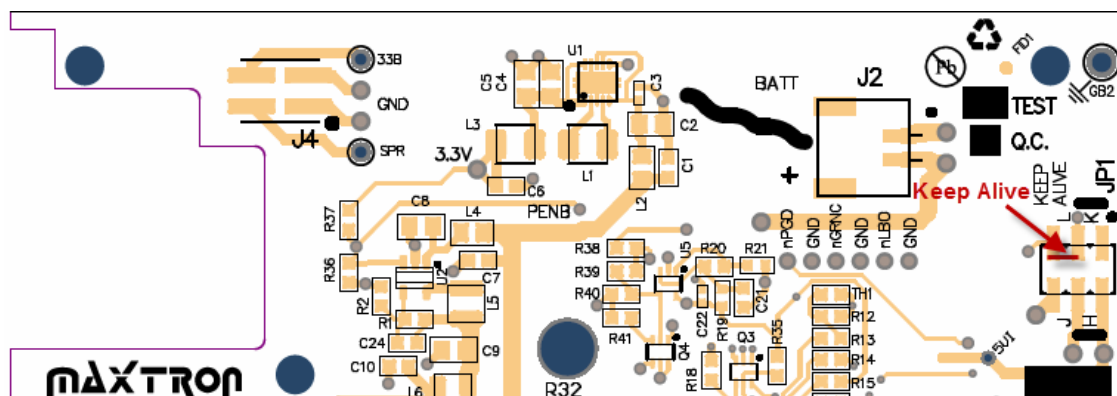 33B
GND
J4
SPR
U1
C5
C4
C3
L3
C2
3.3V
L1
C1
C6
L2
PENB
BATT
J2
+
Pb
FID1
GB2
TEST
Q.C.
KEEP
ALIVE
JP1
Keep Alive
L
K
J
H
R37
C8
L4
R36
U2
C7
R2
L5
R1
C24
C9
C10
L6
MAXTRON
R38
R39
R40
R41
U5
R20
R21
nPGD
GND
nGRNC
GND
nLBO
GND
C22
R19
C21
R35
Q4
Q3
R18
R32
TH1
R12
R13
R14
R15
5VI